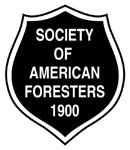 SOCIETY
OF
AMERICAN
FORESTERS
1900